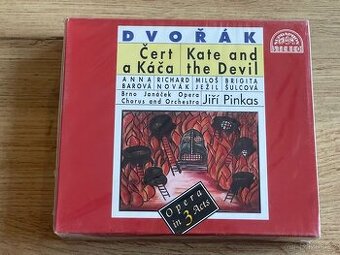 DVOŘÁK
Čert a Káča
Kate and the Devil
ANNA BAROVÁ
RICHARD NOVÁK
MILOŠ JEŽIL
BRIGITA ŠULCOVÁ
Brno Janáček Opera
Chorus and Orchestra
Jiří Pinkas
Opera
in 3 Acts
STEREO